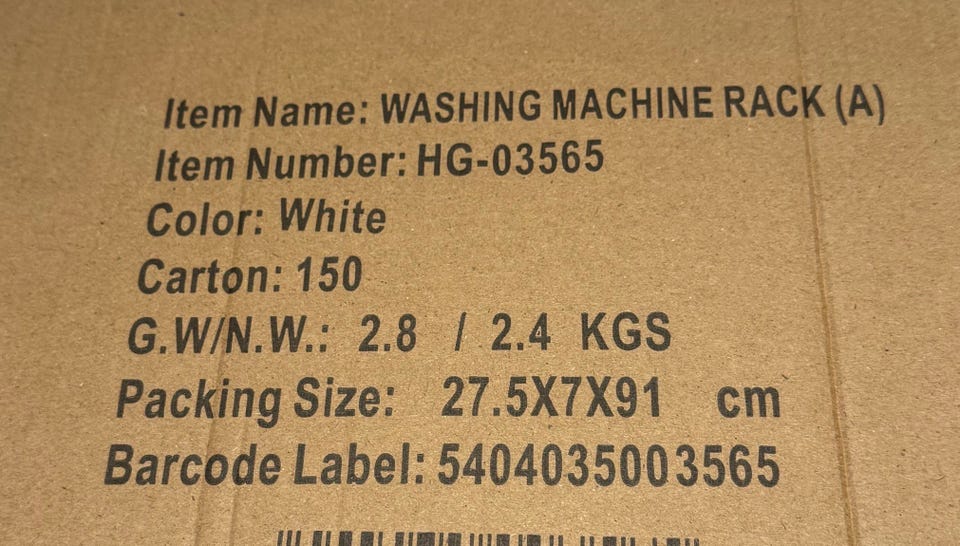 Item Name: WASHING MACHINE RACK (A)
Item Number: HG-03565
Color: White
Carton: 150
G.W/N.W.: 2.8 / 2.4 KGS
Packing Size: 27.5X7X91 cm
Barcode Label: 5404035003565